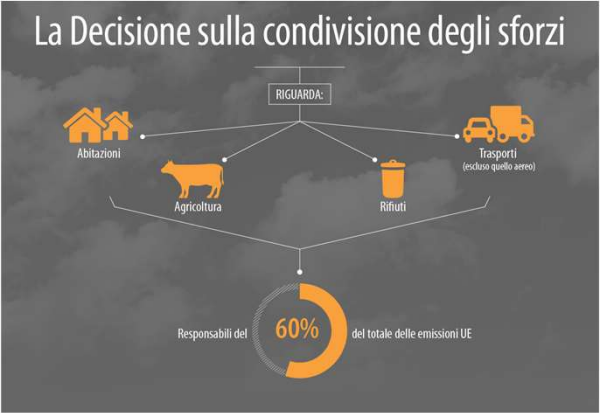 La Decisione sulla condivisione degli sforzi
RIGUARDA:
Abitazioni
Trasporti
(escluso quello aereo)
Agricoltura
Rifiuti
Responsabili del 60% del totale delle emissioni UE